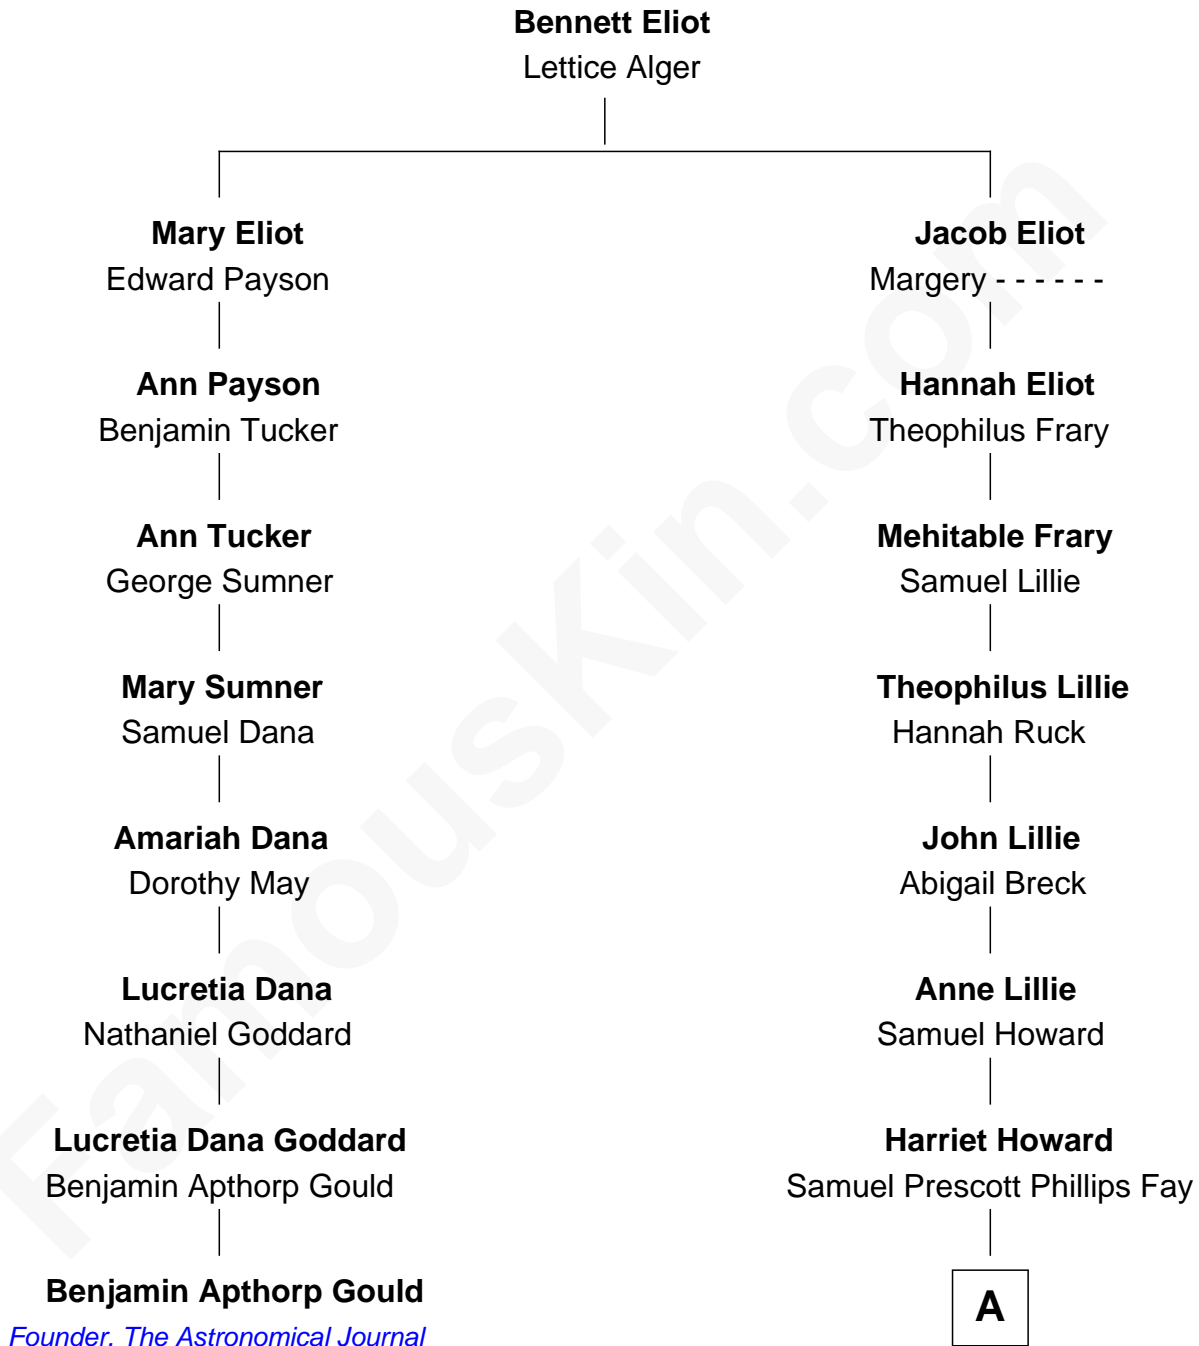 Bennett Eliot
Lettice Alger
Mary Eliot
Edward Payson
Jacob Eliot
Margery - - - - - -
Ann Payson
Benjamin Tucker
Hannah Eliot
Theophilus Frary
Ann Tucker
George Sumner
Mehitable Frary
Samuel Lillie
Mary Sumner
Samuel Dana
Theophilus Lillie
Hannah Ruck
Amariah Dana
Dorothy May
John Lillie
Abigail Breck
Lucretia Dana
Nathaniel Goddard
Anne Lillie
Samuel Howard
Lucretia Dana Goddard
Benjamin Apthorp Gould
Harriet Howard
Samuel Prescott Phillips Fay
Benjamin Apthorp Gould
Founder, The Astronomical Journal
A
FamousKin.com